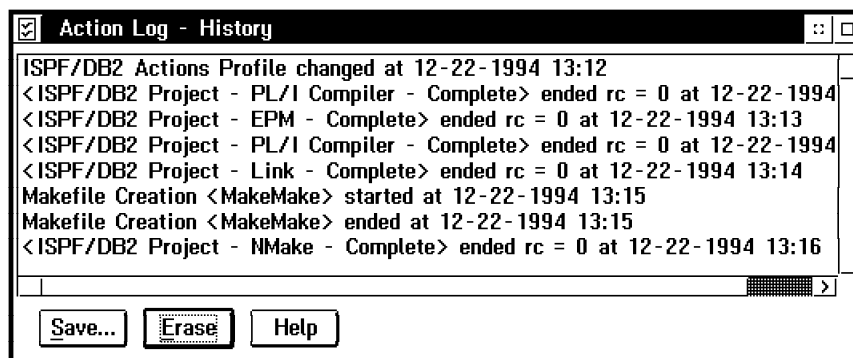 Action Log - History
ISPF/DB2 Actions Profile changed at 12-22-1994 13:12
<ISPF/DB2 Project - PL/I Compiler - Complete> ended rc = 0 at 12-22-1994
<ISPF/DB2 Project - EPM - Complete> ended rc = 0 at 12-22-1994 13:13
<ISPF/DB2 Project - PL/I Compiler - Complete> ended rc = 0 at 12-22-1994
<ISPF/DB2 Project - Link - Complete> ended rc = 0 at 12-22-1994 13:14
Makefile Creation <MakeMake> started at 12-22-1994 13:15
Makefile Creation <MakeMake> ended at 12-22-1994 13:15
<ISPF/DB2 Project - NMake - Complete> ended rc = 0 at 12-22-1994 13:16
Save... Erase Help